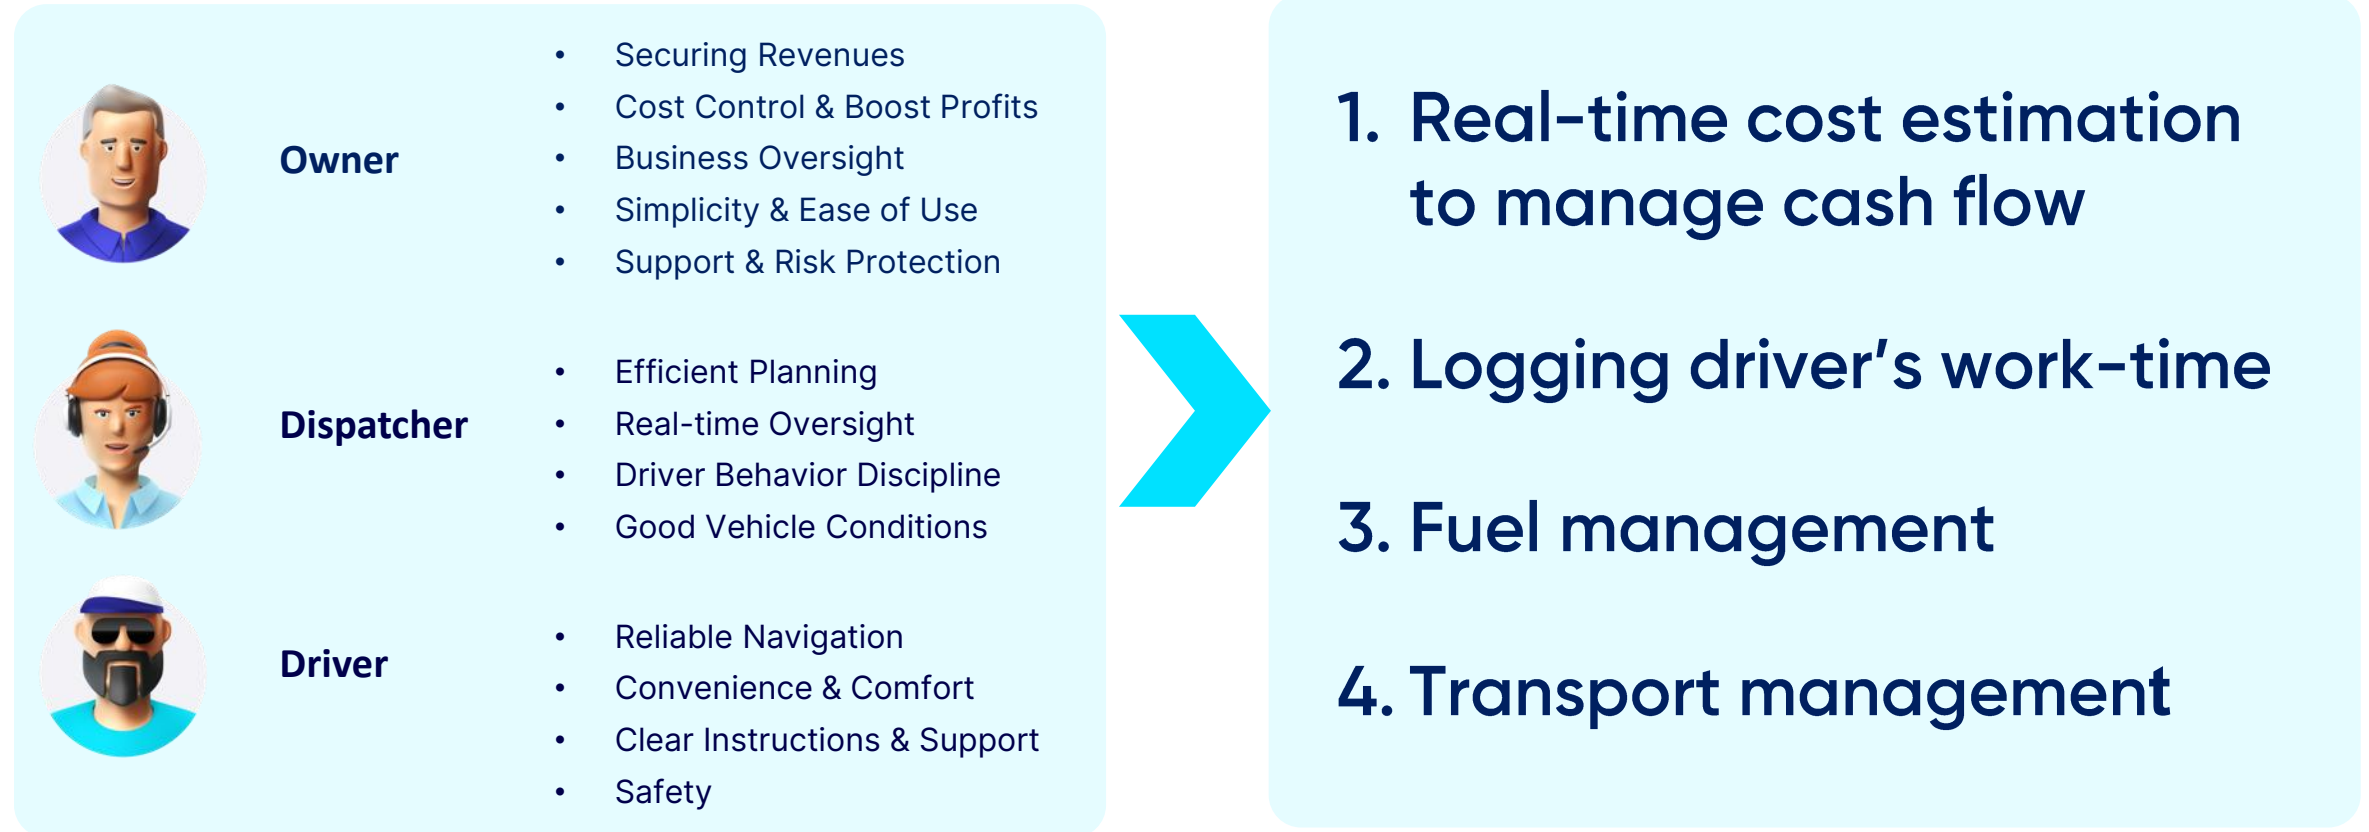 Owner
• Securing Revenues
• Cost Control & Boost Profits
• Business Oversight
• Simplicity & Ease of Use
• Support & Risk Protection
Dispatcher
• Efficient Planning
• Real-time Oversight
• Driver Behavior Discipline
• Good Vehicle Conditions
Driver
• Reliable Navigation
• Convenience & Comfort
• Clear Instructions & Support
• Safety
1. Real-time cost estimation
to manage cash flow
2. Logging driver’s work-time
3. Fuel management
4. Transport management